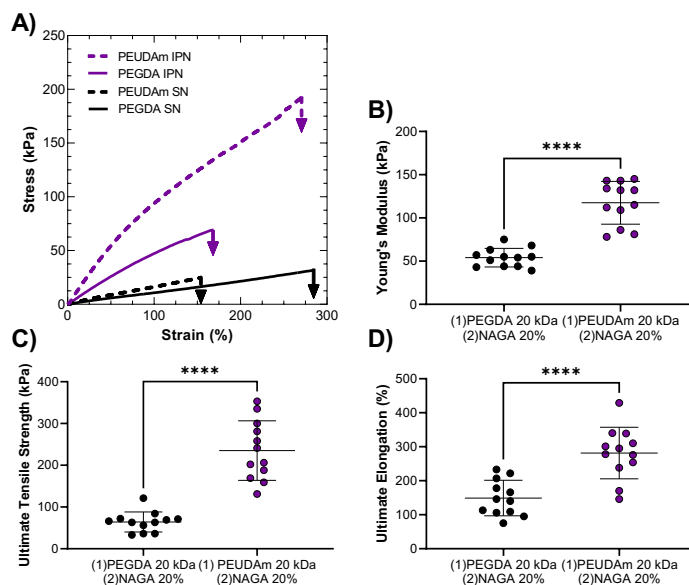 A)
250
200
150
100
50
0
Stress (kPa)
PEUDAm IPN
PEGDA IPN
PEUDAm SN
PEGDA SN
0
100
200
300
Strain (%)
B)
200
150
100
50
0
Young's Modulus (kPa)
****
(1)PEGDA 20 kDa
(2)NAGA 20%
(1)PEUDAm 20 kDa
(2)NAGA 20%
C)
400
300
200
100
0
Ultimate Tensile Strength (kPa)
****
(1)PEGDA 20 kDa
(2)NAGA 20%
(1) PEUDAm 20 kDa
(2)NAGA 20%
D)
500
400
300
200
100
0
Ultimate Elongation (%)
****
(1)PEGDA 20 kDa
(2)NAGA 20%
(1)PEUDAm 20 kDa
(2)NAGA 20%